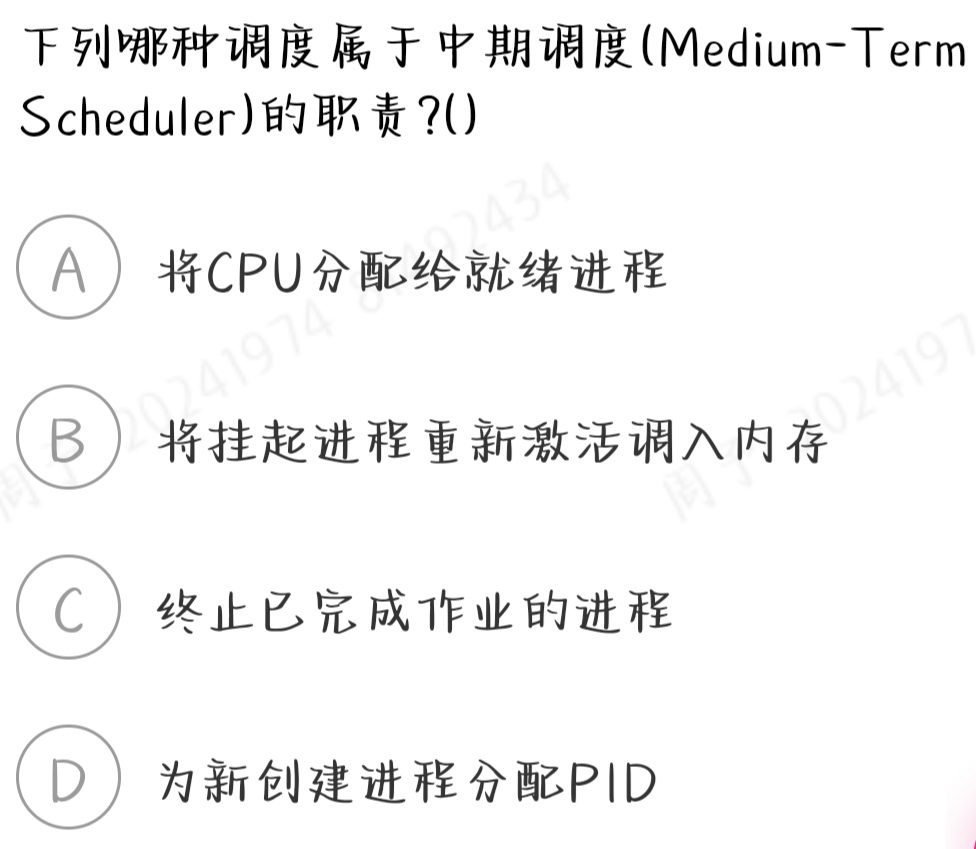 下列哪种调度属于中期调度(Medium-Term
Scheduler)的职责?()
A 将CPU分配给就绪进程
B 将挂起进程重新激活调入内存
C 终止已完成作业的进程
D 为新创建进程分配PID